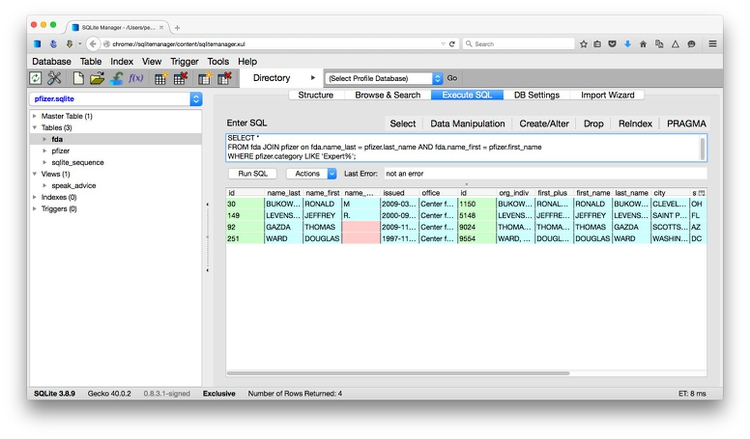 SQLite Manager - /Users/pe...
chrome://sqlitemanager/content/sqlitemanager.xul
Search
Database Table Index View Trigger Tools Help
f(x)
Directory
(Select Profile Database)
Go
pfizer.sqlite
Structure
Browse & Search
Execute SQL
DB Settings
Import Wizard
Master Table (1)
Tables (3)
fda
pfizer
sqlite_sequence
Views (1)
speak_advice
Indexes (0)
Triggers (0)
Enter SQL
Select
Data Manipulation
Create/Alter
Drop
ReIndex
PRAGMA
SELECT *
FROM fda JOIN pfizer on fda.name_last = pfizer.last_name AND fda.name_first = pfizer.first_name
WHERE pfizer.category LIKE 'Expert%';
Run SQL
Actions
Last Error:
not an error
id name_last name_first name_... issued office id org_indiv first_plus first_name last_name city s
30 BUKOW... RONALD M 2009-03... Center f... 1150 BUKOW... RONAL... RONALD BUKOW... CLEVEL... OH
149 LEVENS... JEFFREY R. 2000-09... Center f... 5148 LEVENS... JEFFRE... JEFFREY LEVENS... SAINT P... FL
92 GAZDA THOMAS 2009-11... Center f... 9024 THOMA... THOMA... THOMAS GAZDA SCOTTS... AZ
251 WARD DOUGLAS 1997-11... Center f... 9554 WARD, ... DOUGL... DOUGLAS WARD WASHIN... DC
SQLite 3.8.9
Gecko 40.0.2
0.8.3.1-signed
Exclusive
Number of Rows Returned: 4
ET: 8 ms